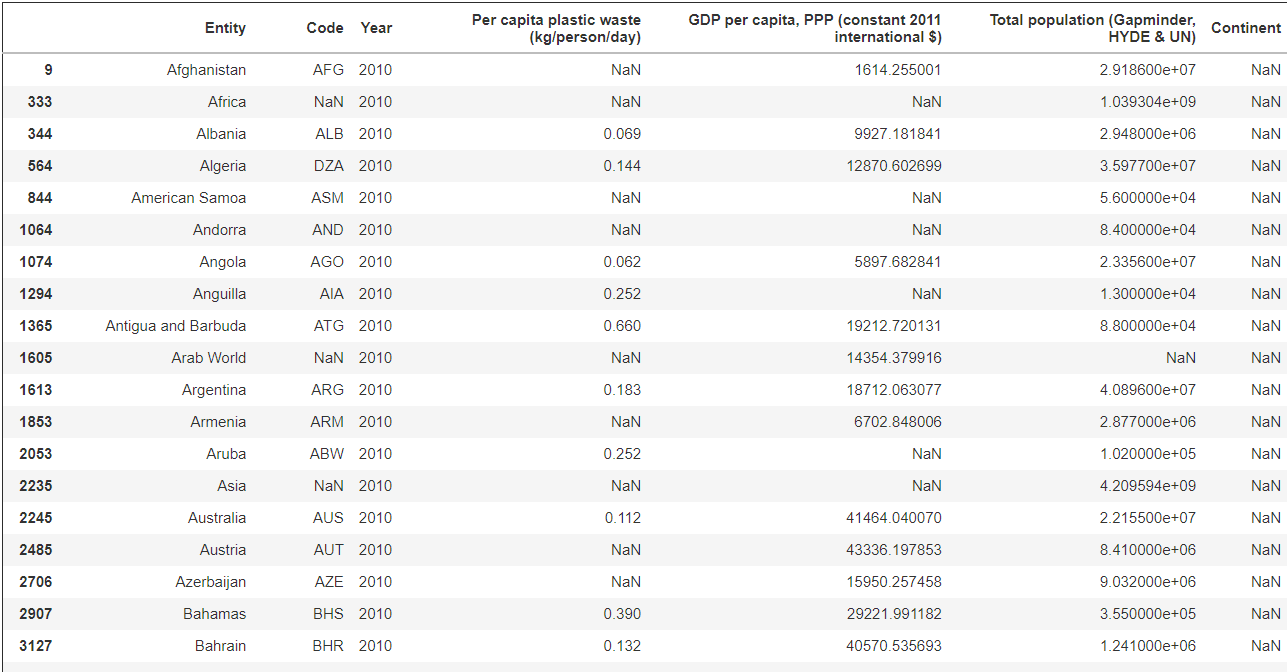 Entity Code Year Per capita plastic waste (kg/person/day) GDP per capita, PPP (constant 2011 international $) Total population (Gapminder, HYDE & UN) Continent
9 Afghanistan AFG 2010 NaN 1614.255001 2.918600e+07 NaN
333 Africa NaN 2010 NaN NaN 1.039304e+09 NaN
344 Albania ALB 2010 0.069 9927.181841 2.948000e+06 NaN
564 Algeria DZA 2010 0.144 12870.602699 3.597700e+07 NaN
844 American Samoa ASM 2010 NaN NaN 5.600000e+04 NaN
1064 Andorra AND 2010 NaN NaN 8.400000e+04 NaN
1074 Angola AGO 2010 0.062 5897.682841 2.335600e+07 NaN
1294 Anguilla AIA 2010 0.252 NaN 1.300000e+04 NaN
1365 Antigua and Barbuda ATG 2010 0.660 19212.720131 8.800000e+04 NaN
1605 Arab World NaN 2010 NaN 14354.379916 NaN NaN
1613 Argentina ARG 2010 0.183 18712.063077 4.089600e+07 NaN
1853 Armenia ARM 2010 NaN 6702.848006 2.877000e+06 NaN
2053 Aruba ABW 2010 0.252 NaN 1.020000e+05 NaN
2235 Asia NaN 2010 NaN NaN 4.209594e+09 NaN
2245 Australia AUS 2010 0.112 41464.040070 2.215500e+07 NaN
2485 Austria AUT 2010 NaN 43336.197853 8.410000e+06 NaN
2706 Azerbaijan AZE 2010 NaN 15950.257458 9.032000e+06 NaN
2907 Bahamas BHS 2010 0.390 29221.991182 3.550000e+05 NaN
3127 Bahrain BHR 2010 0.132 40570.535693 1.241000e+06 NaN